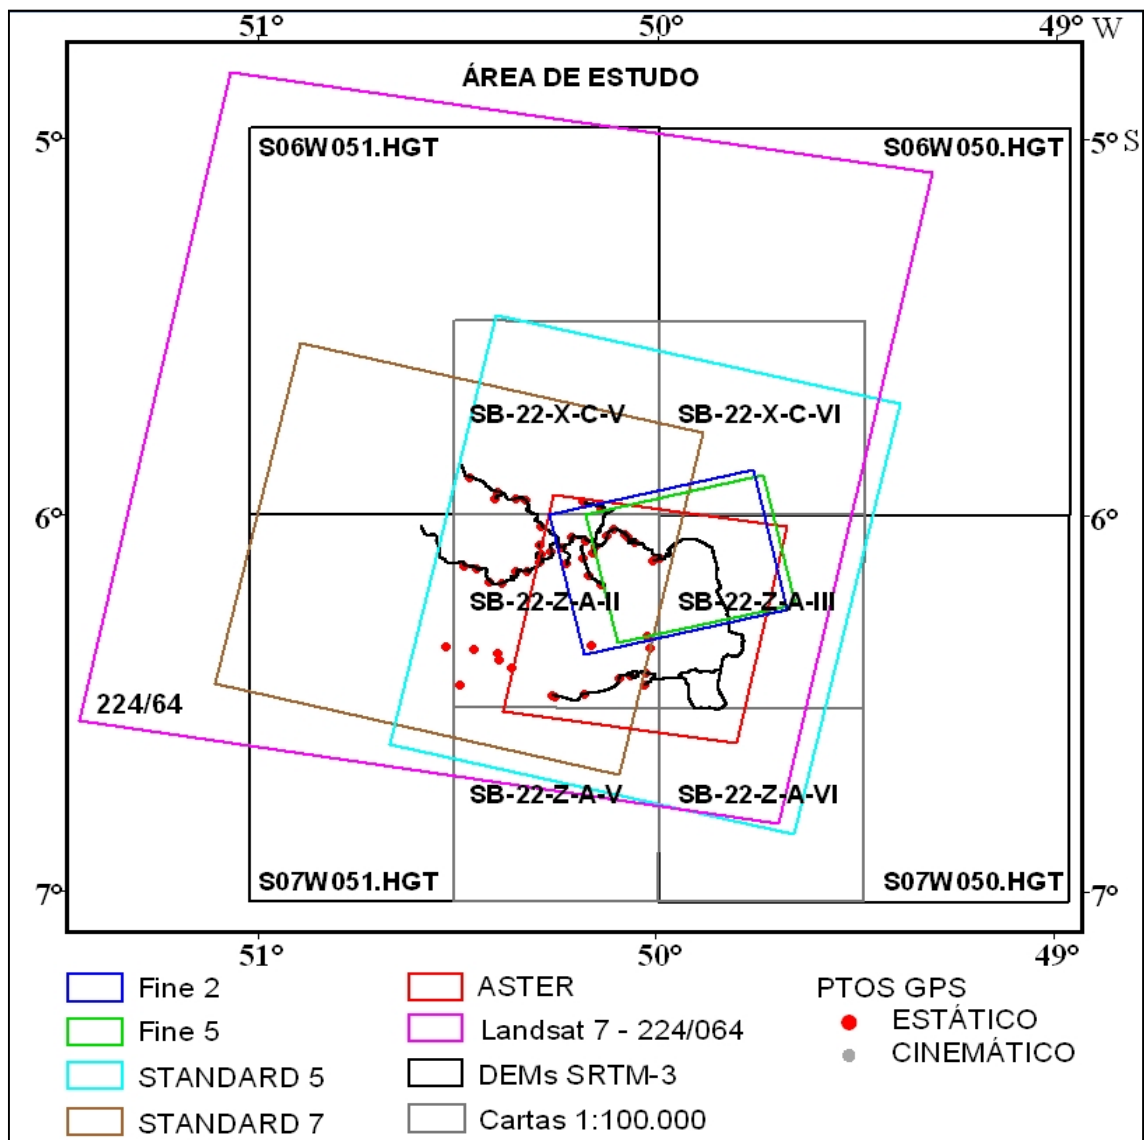 51° 50° 49° W
ÁREA DE ESTUDO
5° S06W051.HGT S06W050.HGT 5° S
SB-22-X-C-V SB-22-X-C-VI
6° 6°
SB-22-Z-A-II SB-22-Z-A-III
224/64
SB-22-Z-A-V SB-22-Z-A-VI
7° S07W051.HGT S07W050.HGT 7°
51° 50° 49°
Fine 2 ASTER PTOS GPS
Fine 5 Landsat 7 - 224/064 ESTÁTICO
STANDARD 5 DEMs SRTM-3 CINEMÁTICO
STANDARD 7 Cartas 1:100.000